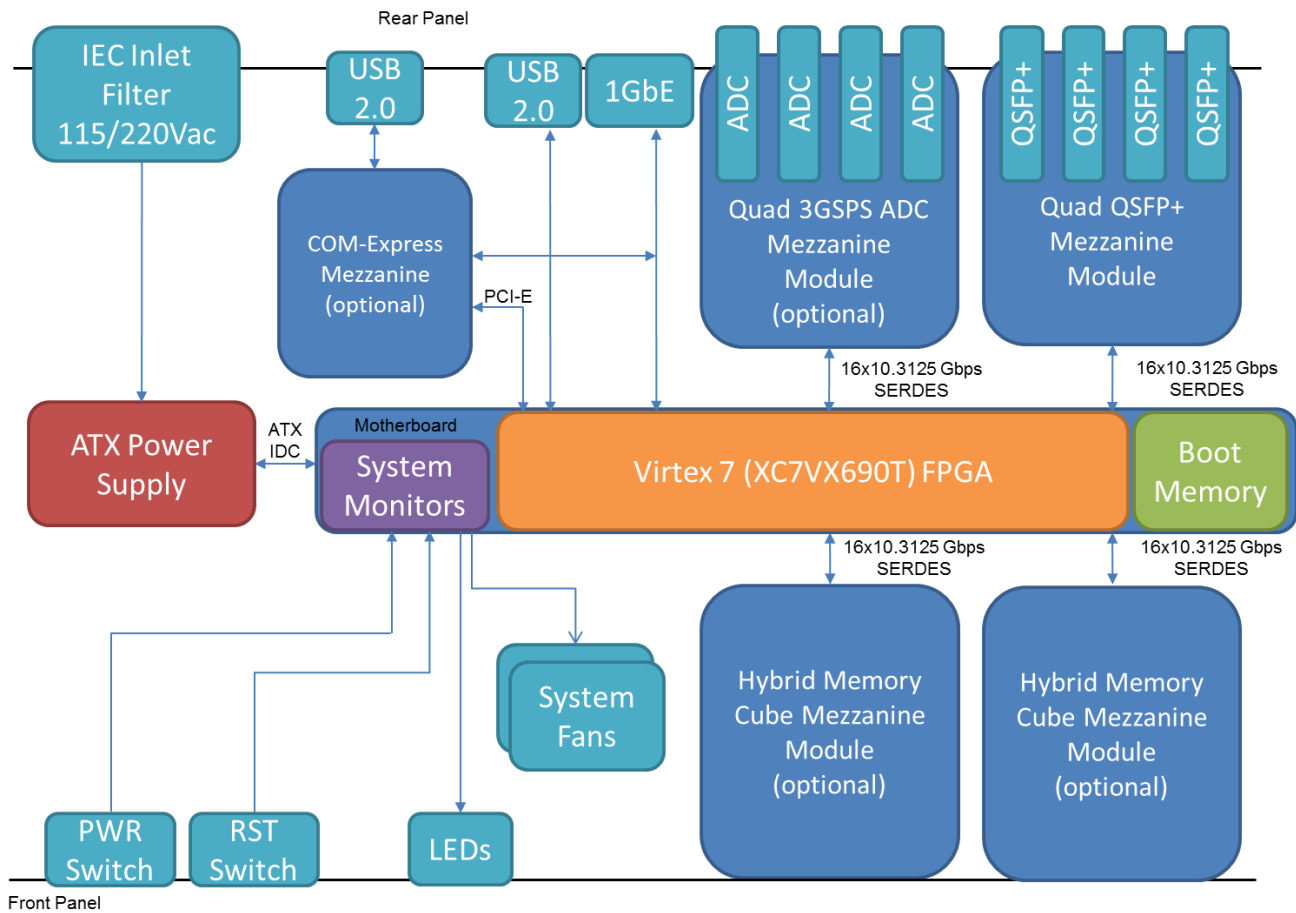 Rear Panel
IEC Inlet
Filter
115/220Vac
USB
2.0
USB
2.0
1GbE
ADC
ADC
ADC
ADC
QSFP+
QSFP+
QSFP+
QSFP+
Quad 3GSPS ADC
Mezzanine
Module
(optional)
Quad QSFP+
Mezzanine
Module
COM-Express
Mezzanine
(optional)
PCI-E
16x10.3125 Gbps
SERDES
16x10.3125 Gbps
SERDES
ATX Power
Supply
ATX
IDC
Motherboard
System
Monitors
Virtex 7 (XC7VX690T) FPGA
Boot
Memory
16x10.3125 Gbps
SERDES
16x10.3125 Gbps
SERDES
System
Fans
Hybrid Memory
Cube Mezzanine
Module
(optional)
Hybrid Memory
Cube Mezzanine
Module
(optional)
PWR
Switch
RST
Switch
LEDs
Front Panel